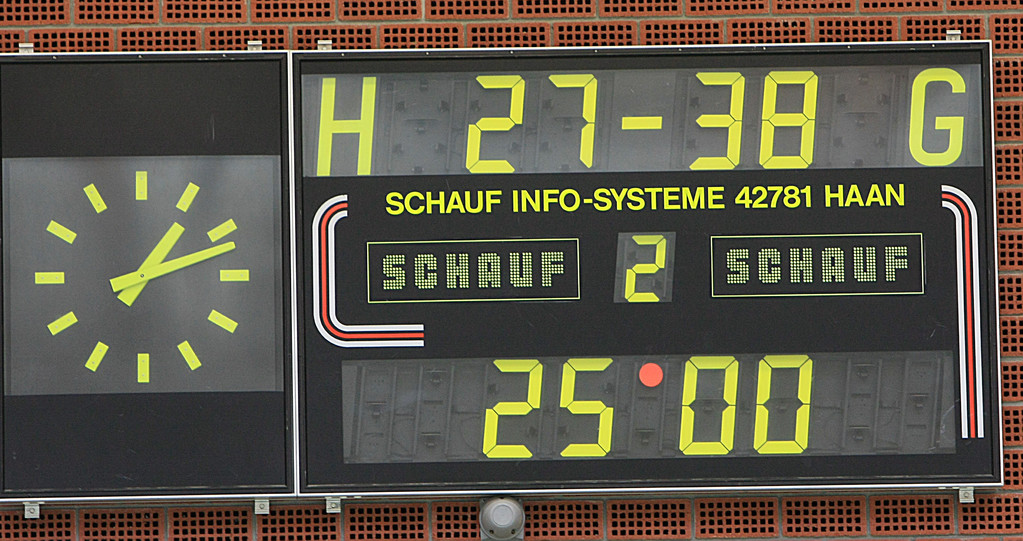 H 27-38 G
SCHAUF INFO-SYSTEME 42781 HAAN
SCHAUF 2 SCHAUF
25 00